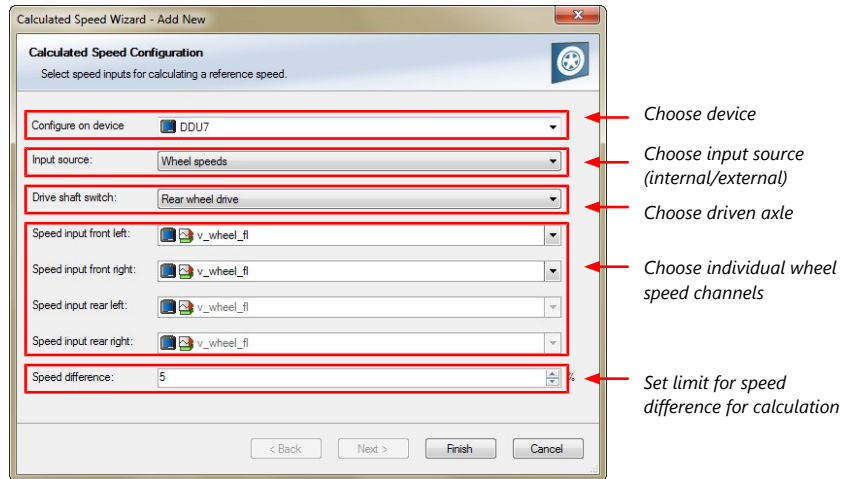 Calculated Speed Wizard - Add New
Calculated Speed Configuration
Select speed inputs for calculating a reference speed.
Configure on device
DDU7
Choose device
Input source:
Wheel speeds
Choose input source
(internal/external)
Drive shaft switch:
Rear wheel drive
Choose driven axle
Speed input front left:
v_wheel_fl
Speed input front right:
v_wheel_fl
Choose individual wheel
speed channels
Speed input rear left:
v_wheel_fl
Speed input rear right:
v_wheel_fl
Speed difference:
5
%
Set limit for speed
difference for calculation
< Back
Next >
Finish
Cancel